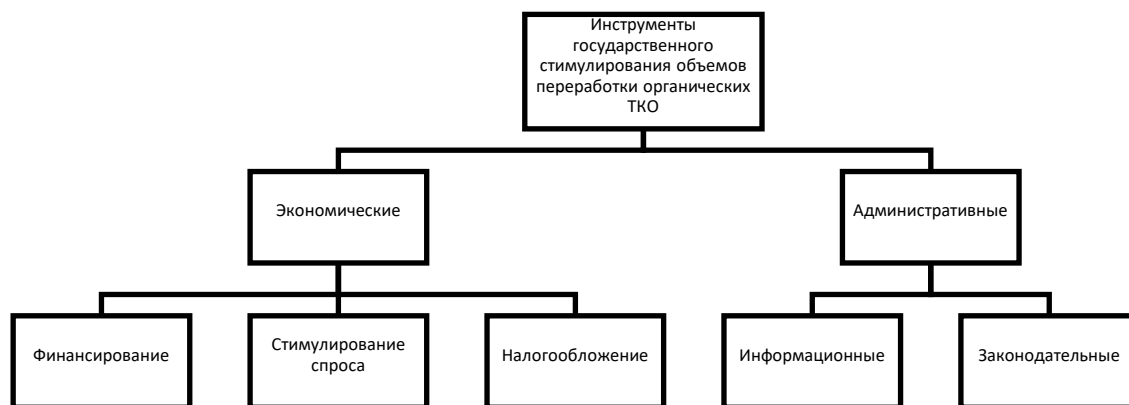 Инструменты
государственного
стимулирования объемов
переработки органических
ТКО
Экономические
Административные
Финансирование
Стимулирование
спроса
Налогообложение
Информационные
Законодательные